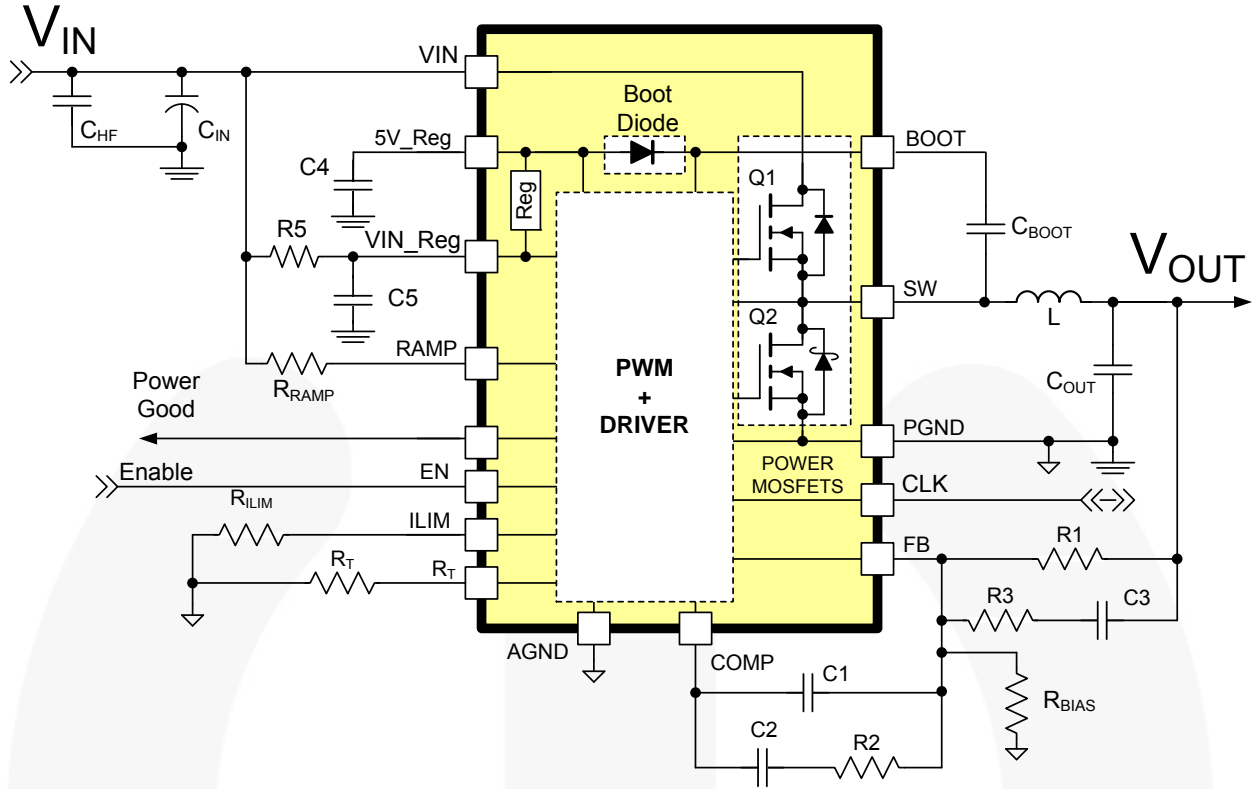 VIN
VIN
CHF
CIN
5V_Reg
Boot
Diode
BOOT
C4
Reg
Q1
R5
VIN_Reg
CBOOT
VOUT
C5
SW
L
Q2
RAMP
RRAMP
PWM
+
DRIVER
COUT
Power
Good
PGND
Enable
EN
POWER
MOSFETS
CLK
RILIM
ILIM
FB
R1
RT
RT
R3
C3
AGND
COMP
C1
RBIAS
C2
R2